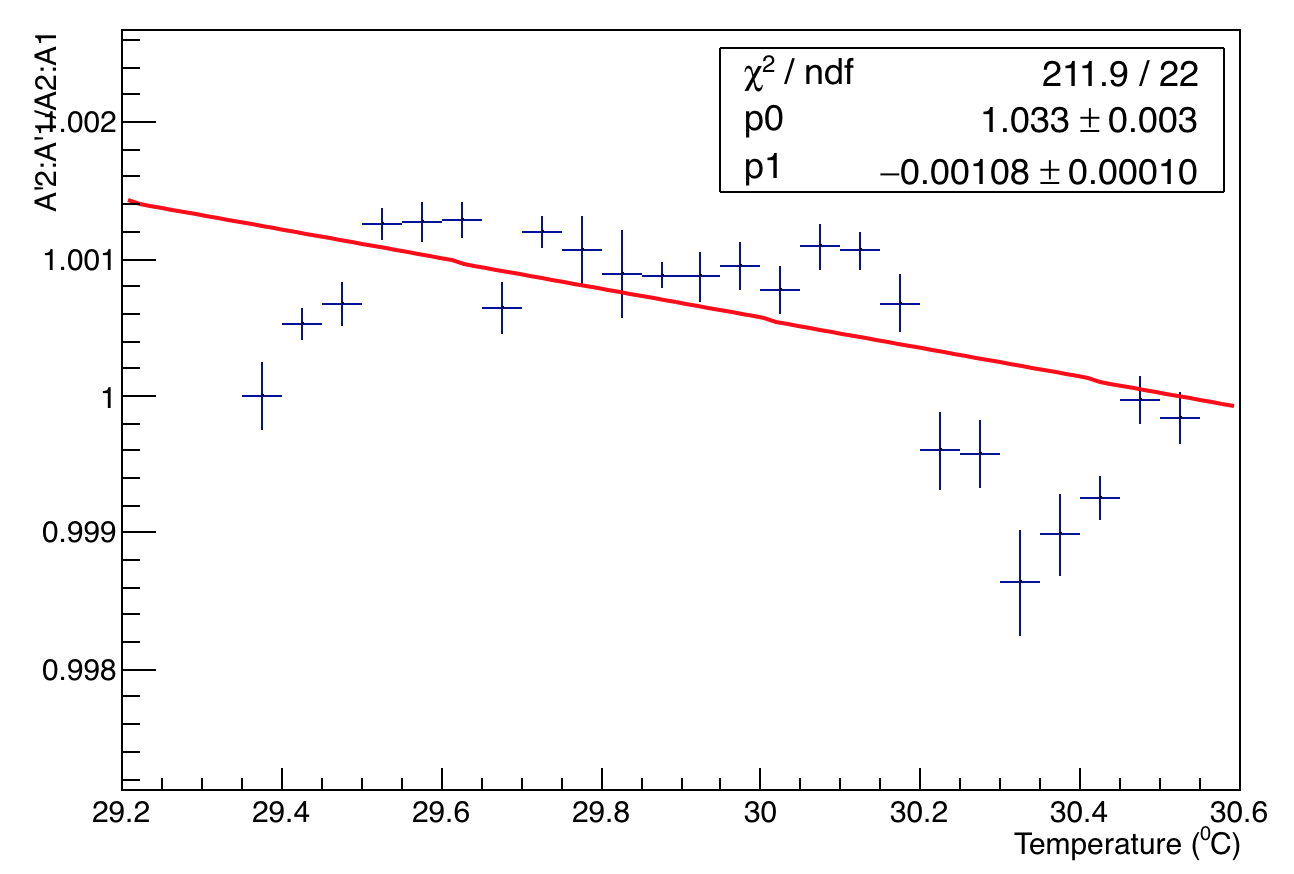 A'2:A'1/A2:A1
χ² / ndf 211.9 / 22
p0 1.033 ± 0.003
p1 −0.00108 ± 0.00010
1.002
1.001
1
0.999
0.998
29.2 29.4 29.6 29.8 30 30.2 30.4 30.6
Temperature (⁰C)